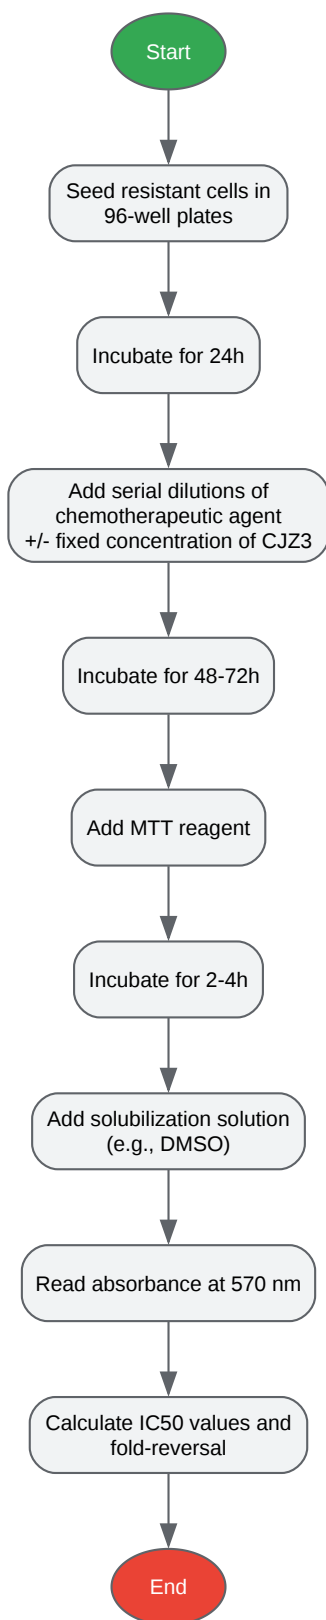 Start
Seed resistant cells in
96-well plates
Incubate for 24h
Add serial dilutions of
chemotherapeutic agent
+/- fixed concentration of CJZ3
Incubate for 48-72h
Add MTT reagent
Incubate for 2-4h
Add solubilization solution
(e.g., DMSO)
Read absorbance at 570 nm
Calculate IC50 values and
fold-reversal
End